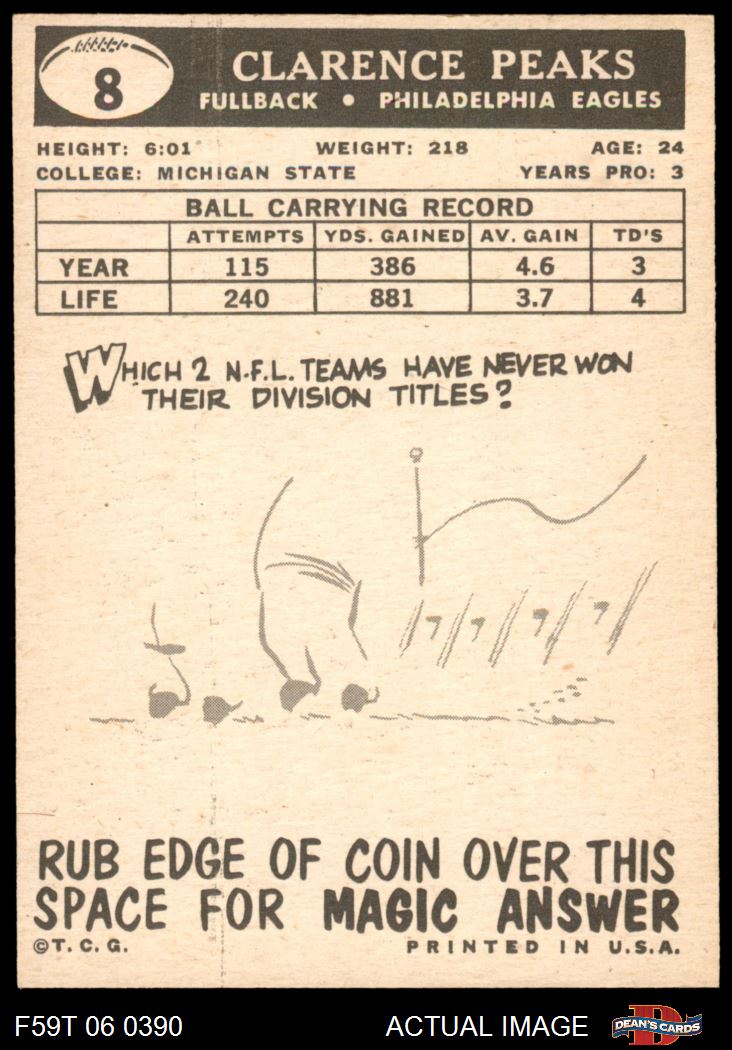 8
CLARENCE PEAKS
FULLBACK • PHILADELPHIA EAGLES
HEIGHT: 6:01 WEIGHT: 218 AGE: 24
COLLEGE: MICHIGAN STATE YEARS PRO: 3
BALL CARRYING RECORD
ATTEMPTS YDS. GAINED AV. GAIN TD'S
YEAR 115 386 4.6 3
LIFE 240 881 3.7 4
WHICH 2 N.F.L. TEAMS HAVE NEVER WON
THEIR DIVISION TITLES?
RUB EDGE OF COIN OVER THIS
SPACE FOR MAGIC ANSWER
©T. C. G. PRINTED IN U.S.A.
F59T 06 0390 ACTUAL IMAGE D DEAN'S CARDS